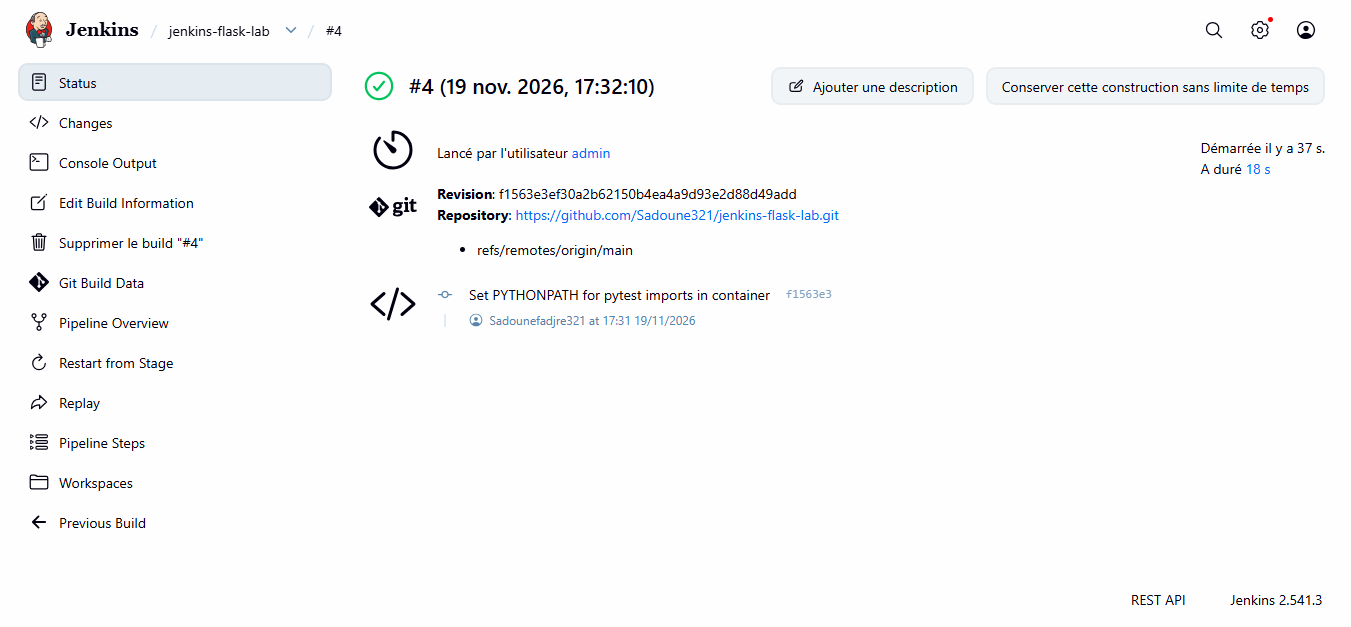 Jenkins / jenkins-flask-lab / #4
Status
Changes
Console Output
Edit Build Information
Supprimer le build "#4"
Git Build Data
Pipeline Overview
Restart from Stage
Replay
Pipeline Steps
Workspaces
Previous Build
#4 (19 nov. 2026, 17:32:10)
Ajouter une description
Conserver cette construction sans limite de temps
Lancé par l'utilisateur admin
Démarrée il y a 37 s.
A duré 18 s
git
Revision: f1563e3ef30a2b62150b4ea4a9d93e2d88d49add
Repository: https://github.com/Sadoune321/jenkins-flask-lab.git
• refs/remotes/origin/main
Set PYTHONPATH for pytest imports in container f1563e3
Sadounefadjre321 at 17:31 19/11/2026
REST API
Jenkins 2.541.3